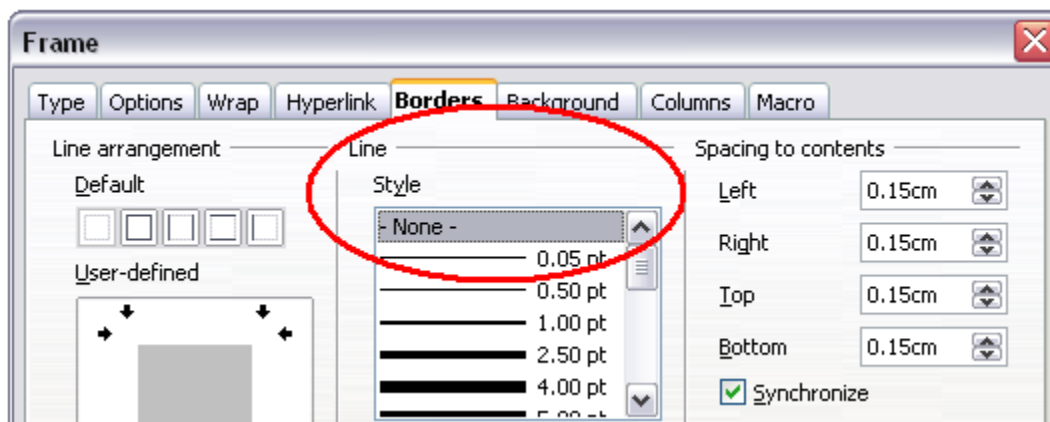 Frame
Type Options Wrap Hyperlink Borders Background Columns Macro
Line arrangement
Default
User-defined
Line
Style
- None -
0.05 pt
0.50 pt
1.00 pt
2.50 pt
4.00 pt
Spacing to contents
Left 0.15cm
Right 0.15cm
Top 0.15cm
Bottom 0.15cm
Synchronize